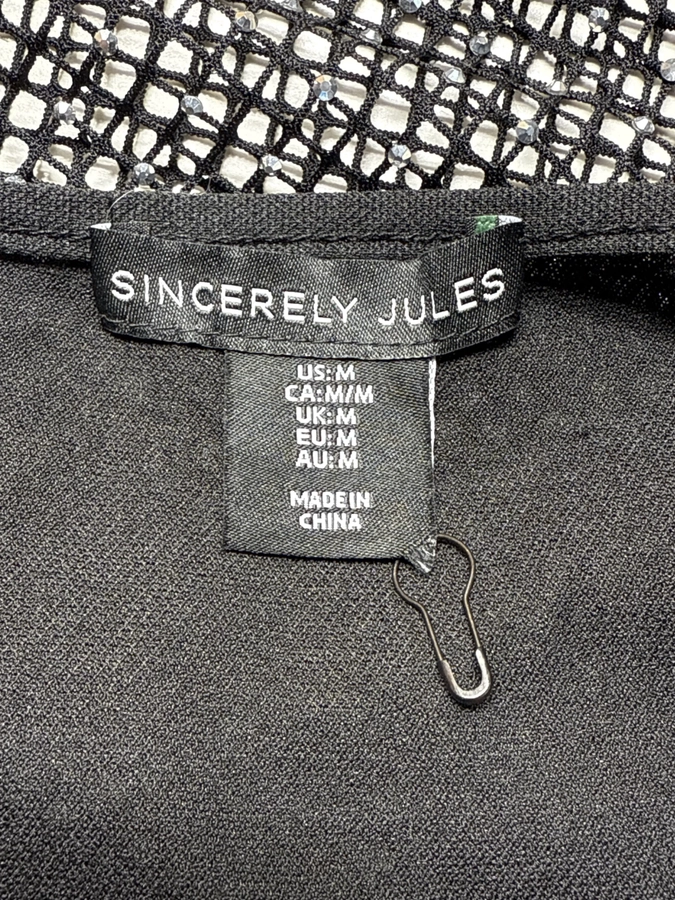 SINCERELY JULES
US:M
CA:M/M
UK:M
EU:M
AU:M
MADE IN
CHINA